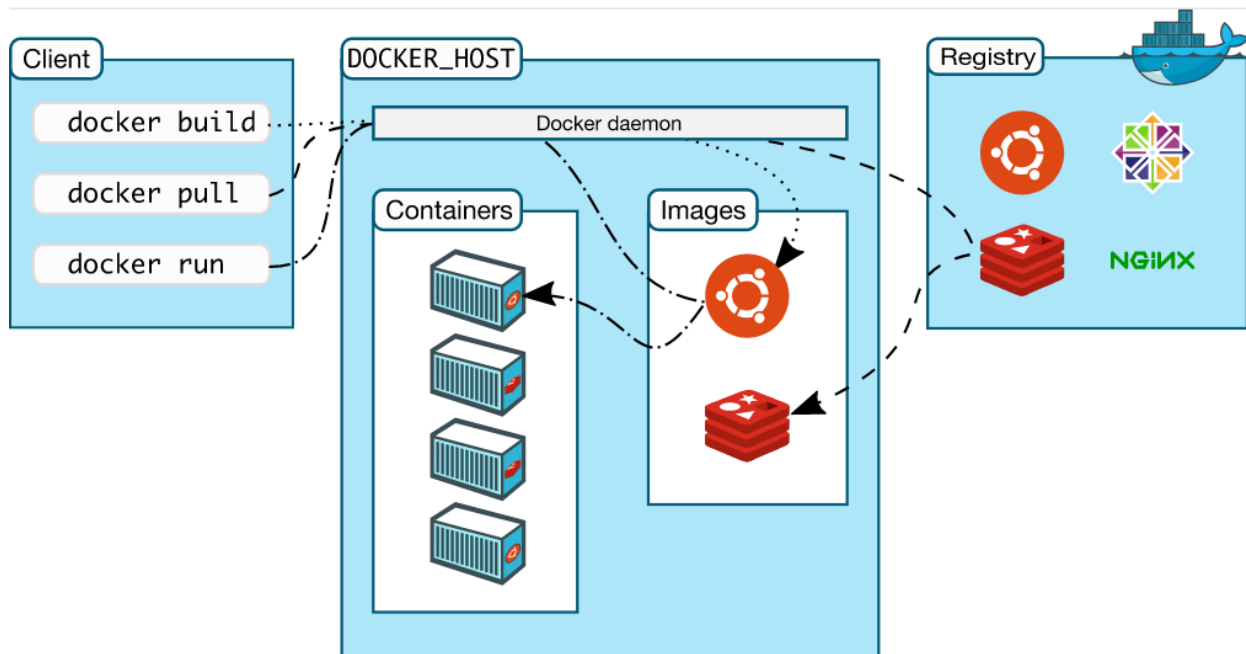 Client
docker build
docker pull
docker run
DOCKER_HOST
Docker daemon
Containers
Images
Registry
NGINX